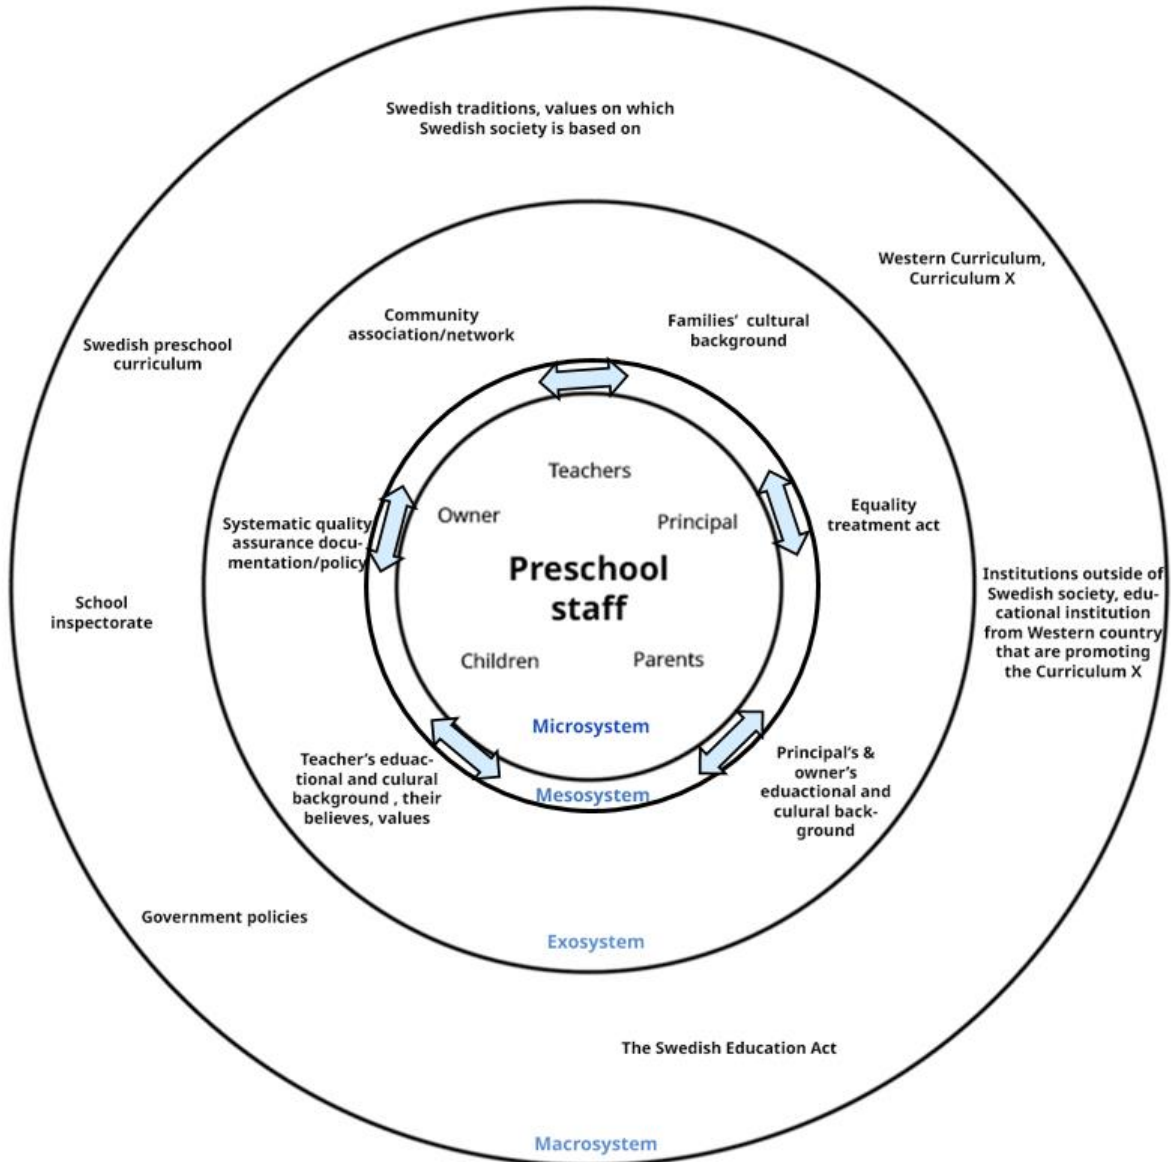 Swedish traditions, values on which
Swedish society is based on
Western Curriculum,
Curriculum X
Community
association/network
Families’ cultural
background
Swedish preschool
curriculum
Teachers
Owner
Principal
Equality
treatment act
Systematic quality
assurance docu-
mentation/policy
Preschool
staff
Institutions outside of
Swedish society, edu-
cational institution
from Western country
that are promoting
the Curriculum X
School
inspectorate
Children
Parents
Microsystem
Teacher’s eduac-
tional and culural
background , their
believes, values
Principal’s &
owner’s
eduactional and
culural back-
ground
Mesosystem
Government policies
Exosystem
The Swedish Education Act
Macrosystem